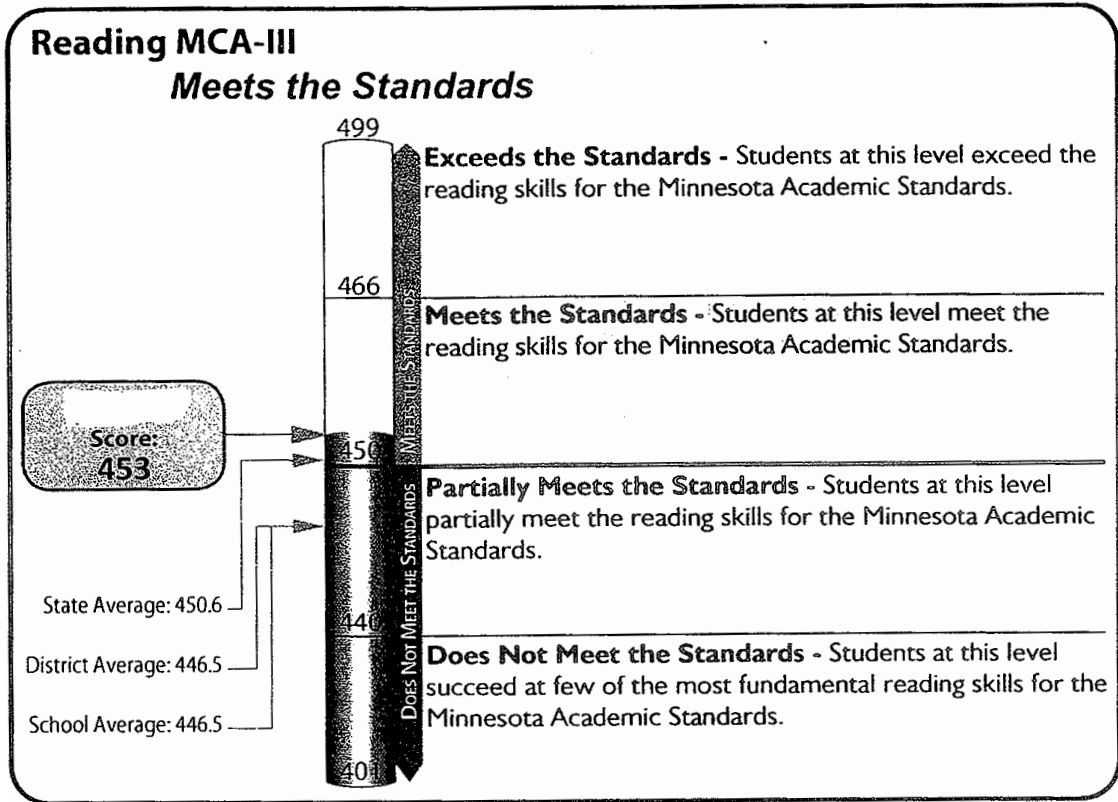 Reading MCA-III
Meets the Standards
499
Exceeds the Standards - Students at this level exceed the
reading skills for the Minnesota Academic Standards.
466
Meets the Standards - Students at this level meet the
reading skills for the Minnesota Academic Standards.
MEETS THE STANDARDS
Score:
453
450
Partially Meets the Standards - Students at this level
partially meet the reading skills for the Minnesota Academic
Standards.
DOES NOT MEET THE STANDARDS
State Average: 450.6
440
District Average: 446.5
School Average: 446.5
Does Not Meet the Standards - Students at this level
succeed at few of the most fundamental reading skills for the
Minnesota Academic Standards.
401